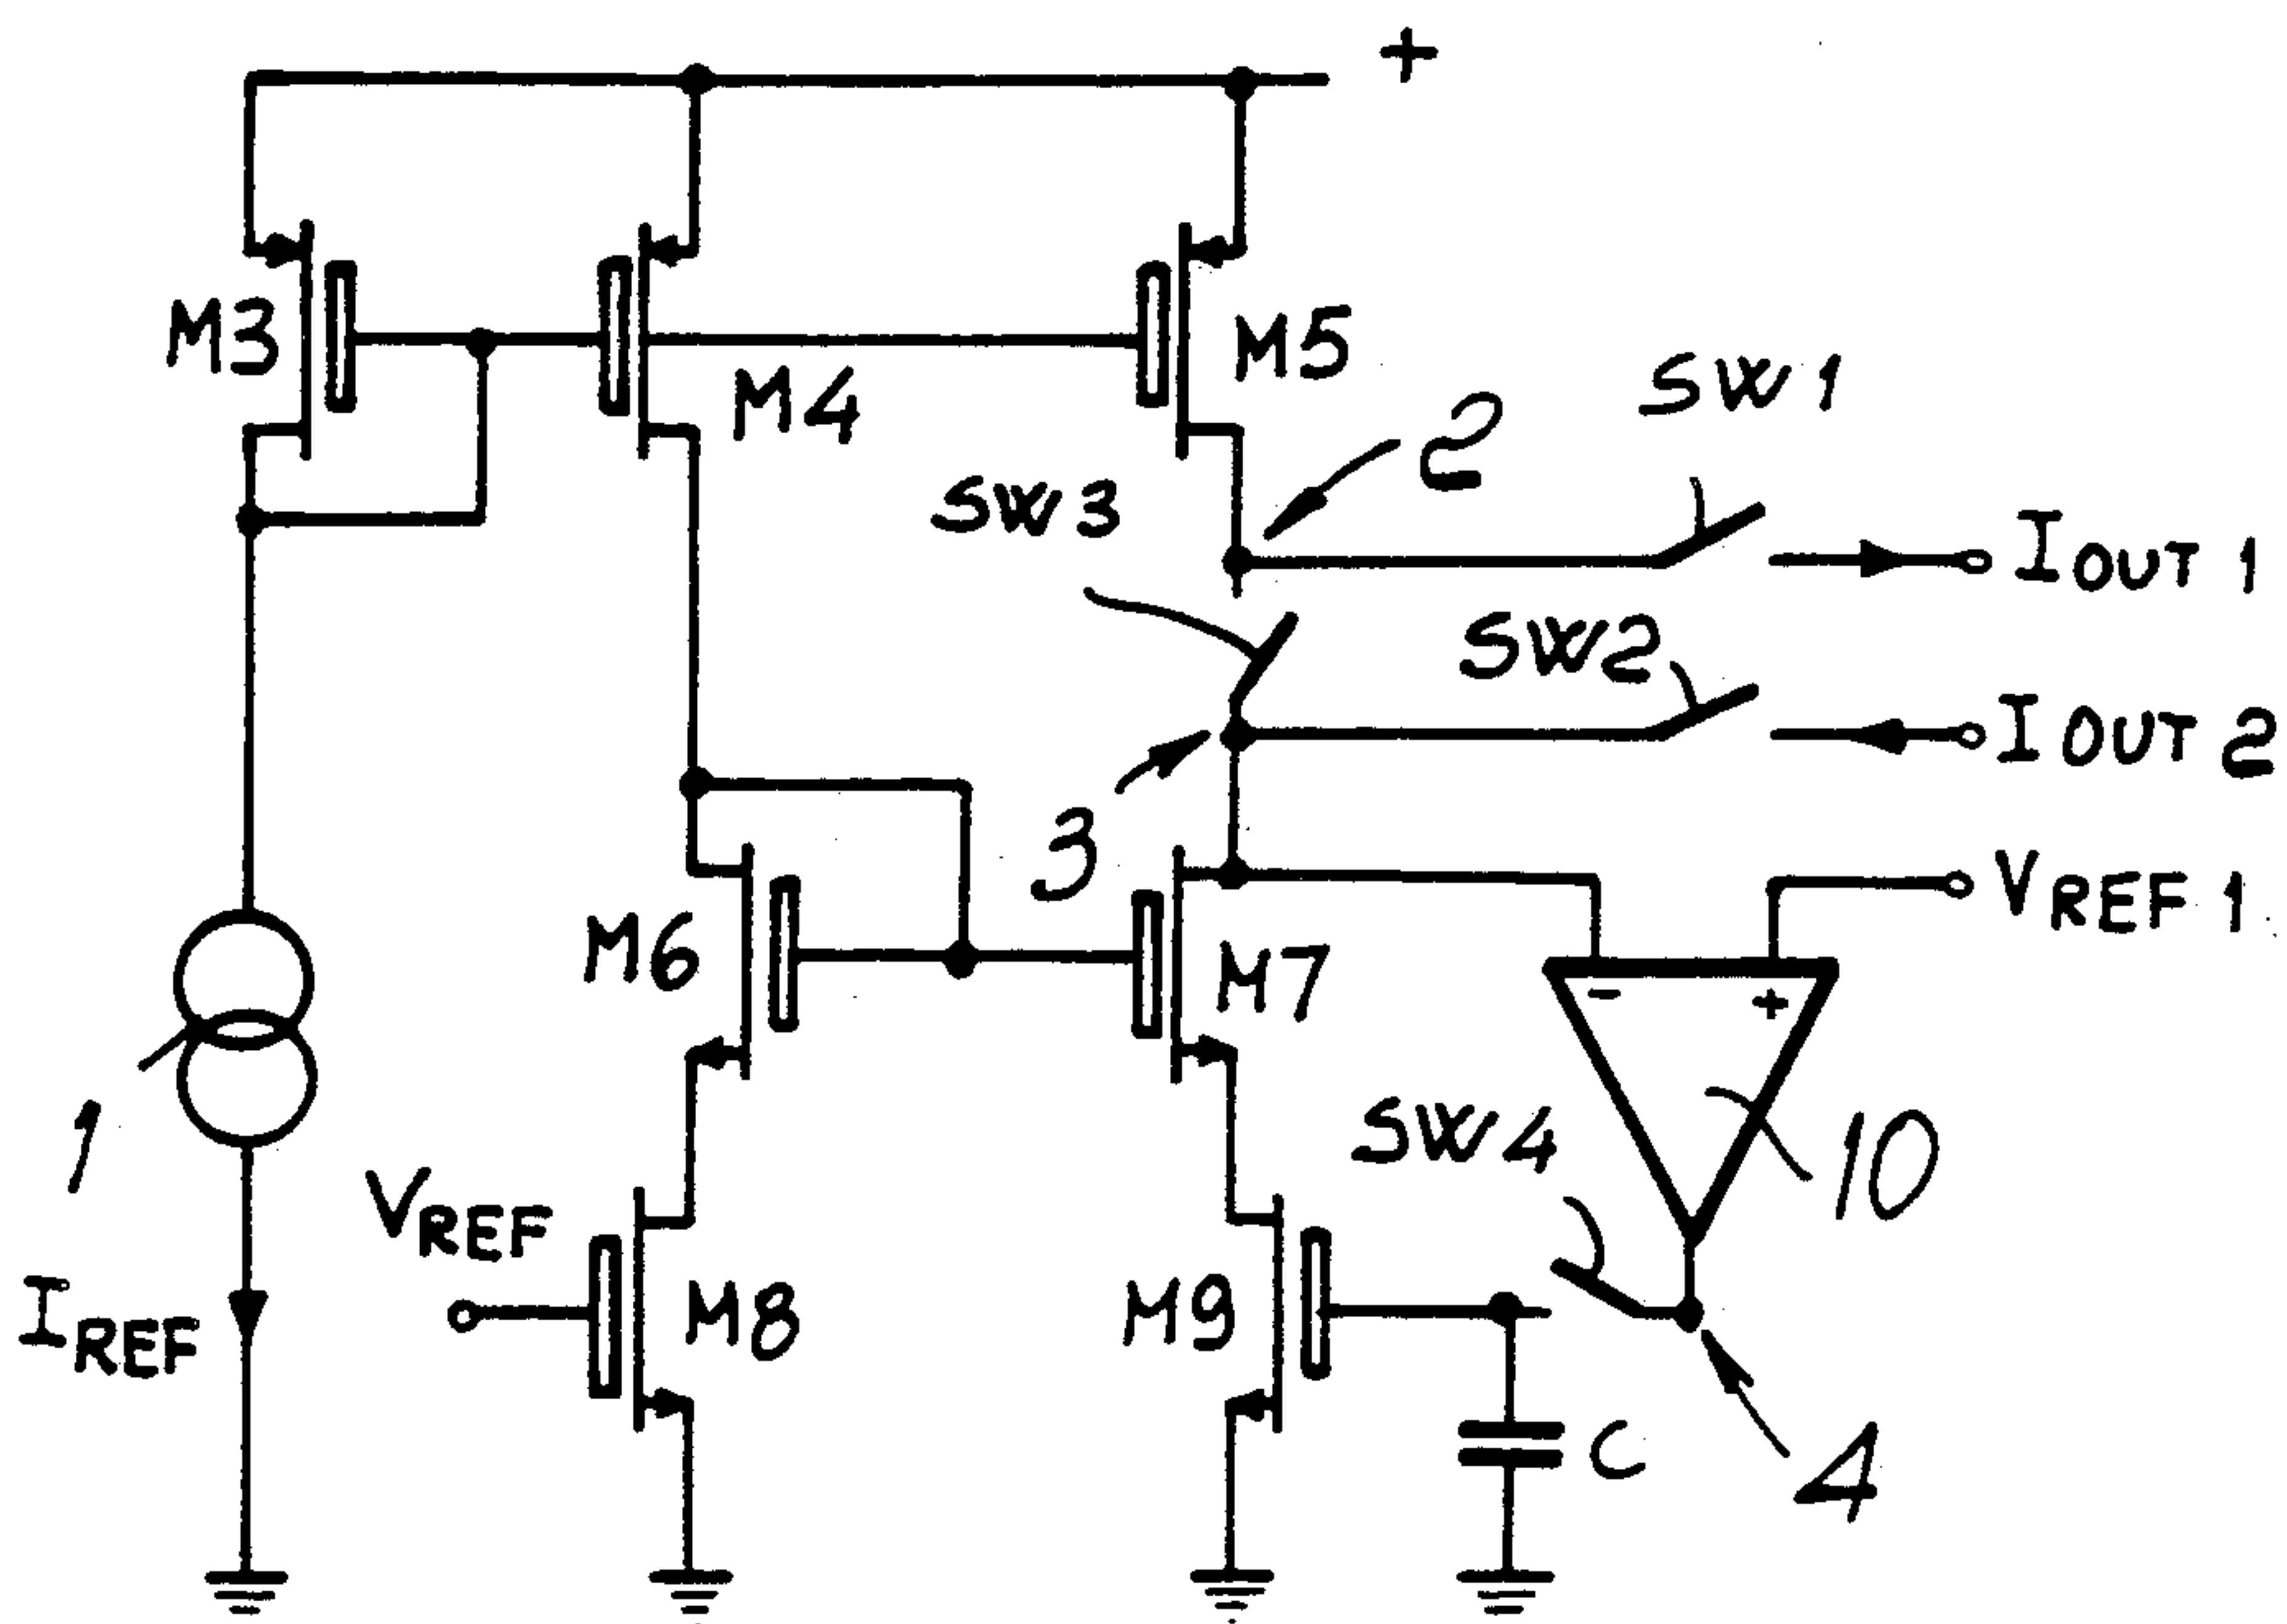 +
M3
M4
M5
SW1
2
SW3
IOUT 1
SW2
IOUT 2
3
VREF 1
M6
M7
-
+
1
SW4
10
VREF
IREF
M8
M9
C
4